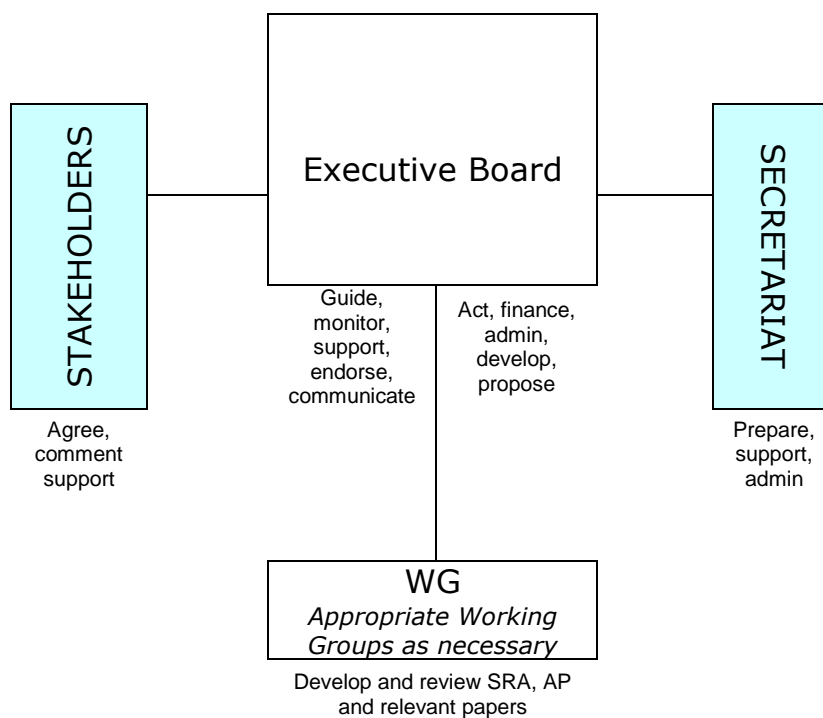 Executive Board
STAKEHOLDERS
SECRETARIAT
Guide,
monitor,
support,
endorse,
communicate
Act, finance,
admin,
develop,
propose
Agree,
comment
support
Prepare,
support,
admin
WG
Appropriate Working
Groups as necessary
Develop and review SRA, AP
and relevant papers